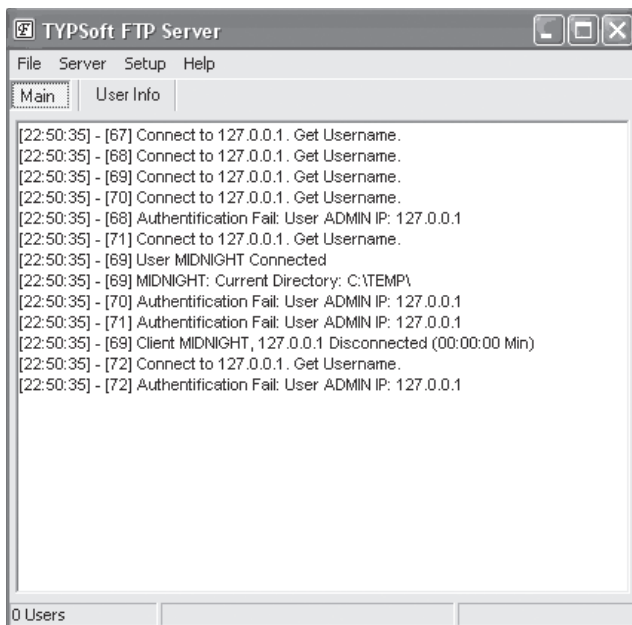 TYPSoft FTP Server
File Server Setup Help
Main User Info
[22:50:35] - [67] Connect to 127.0.0.1. Get Username.
[22:50:35] - [68] Connect to 127.0.0.1. Get Username.
[22:50:35] - [69] Connect to 127.0.0.1. Get Username.
[22:50:35] - [70] Connect to 127.0.0.1. Get Username.
[22:50:35] - [68] Authentification Fail: User ADMIN IP: 127.0.0.1
[22:50:35] - [71] Connect to 127.0.0.1. Get Username.
[22:50:35] - [69] User MIDNIGHT Connected
[22:50:35] - [69] MIDNIGHT: Current Directory: C:\TEMP\
[22:50:35] - [70] Authentification Fail: User ADMIN IP: 127.0.0.1
[22:50:35] - [71] Authentification Fail: User ADMIN IP: 127.0.0.1
[22:50:35] - [69] Client MIDNIGHT, 127.0.0.1 Disconnected (00:00:00 Min)
[22:50:35] - [72] Connect to 127.0.0.1. Get Username.
[22:50:35] - [72] Authentification Fail: User ADMIN IP: 127.0.0.1
0 Users